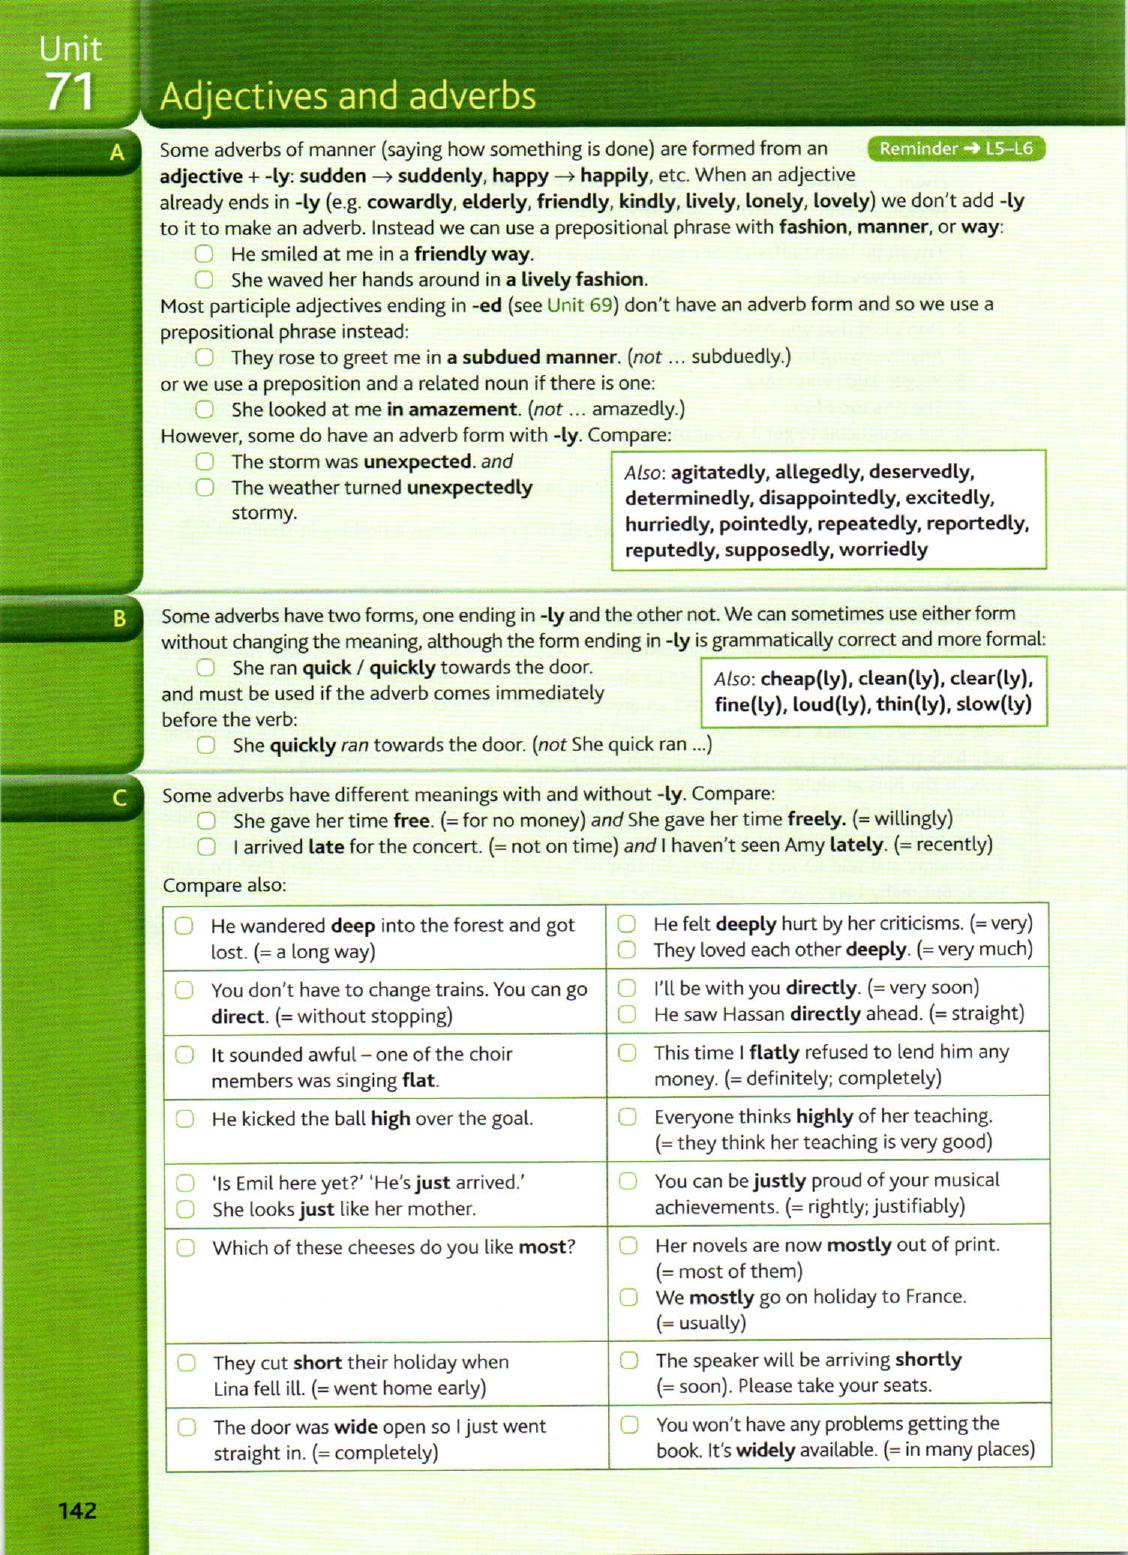 Unit
71
Adjectives and adverbs
A
Some adverbs of manner (saying how something is done) are formed from an
Reminder → L5–L6
adjective + -ly: sudden → suddenly, happy → happily, etc. When an adjective
already ends in -ly (e.g. cowardly, elderly, friendly, kindly, lively, lonely, lovely) we don't add -ly
to it to make an adverb. Instead we can use a prepositional phrase with fashion, manner, or way:
He smiled at me in a friendly way.
She waved her hands around in a lively fashion.
Most participle adjectives ending in -ed (see Unit 69) don't have an adverb form and so we use a
prepositional phrase instead:
They rose to greet me in a subdued manner. (not … subduedly.)
or we use a preposition and a related noun if there is one:
She looked at me in amazement. (not … amazedly.)
However, some do have an adverb form with -ly. Compare:
The storm was unexpected. and
The weather turned unexpectedly
stormy.
Also: agitatedly, allegedly, deservedly,
determinedly, disappointedly, excitedly,
hurriedly, pointedly, repeatedly, reportedly,
reputedly, supposedly, worriedly
B
Some adverbs have two forms, one ending in -ly and the other not. We can sometimes use either form
without changing the meaning, although the form ending in -ly is grammatically correct and more formal:
She ran quick / quickly towards the door.
and must be used if the adverb comes immediately
before the verb:
Also: cheap(ly), clean(ly), clear(ly),
fine(ly), loud(ly), thin(ly), slow(ly)
She quickly ran towards the door. (not She quick ran ...)
C
Some adverbs have different meanings with and without -ly. Compare:
She gave her time free. (= for no money) and She gave her time freely. (= willingly)
I arrived late for the concert. (= not on time) and I haven't seen Amy lately. (= recently)
Compare also:
He wandered deep into the forest and got
lost. (= a long way)
He felt deeply hurt by her criticisms. (= very)
They loved each other deeply. (= very much)
You don't have to change trains. You can go
direct. (= without stopping)
I'll be with you directly. (= very soon)
He saw Hassan directly ahead. (= straight)
It sounded awful – one of the choir
members was singing flat.
This time I flatly refused to lend him any
money. (= definitely; completely)
He kicked the ball high over the goal.
Everyone thinks highly of her teaching.
(= they think her teaching is very good)
'Is Emil here yet?' 'He's just arrived.'
She looks just like her mother.
You can be justly proud of your musical
achievements. (= rightly; justifiably)
Which of these cheeses do you like most?
Her novels are now mostly out of print.
(= most of them)
We mostly go on holiday to France.
(= usually)
They cut short their holiday when
Lina fell ill. (= went home early)
The speaker will be arriving shortly
(= soon). Please take your seats.
The door was wide open so I just went
straight in. (= completely)
You won't have any problems getting the
book. It's widely available. (= in many places)
142